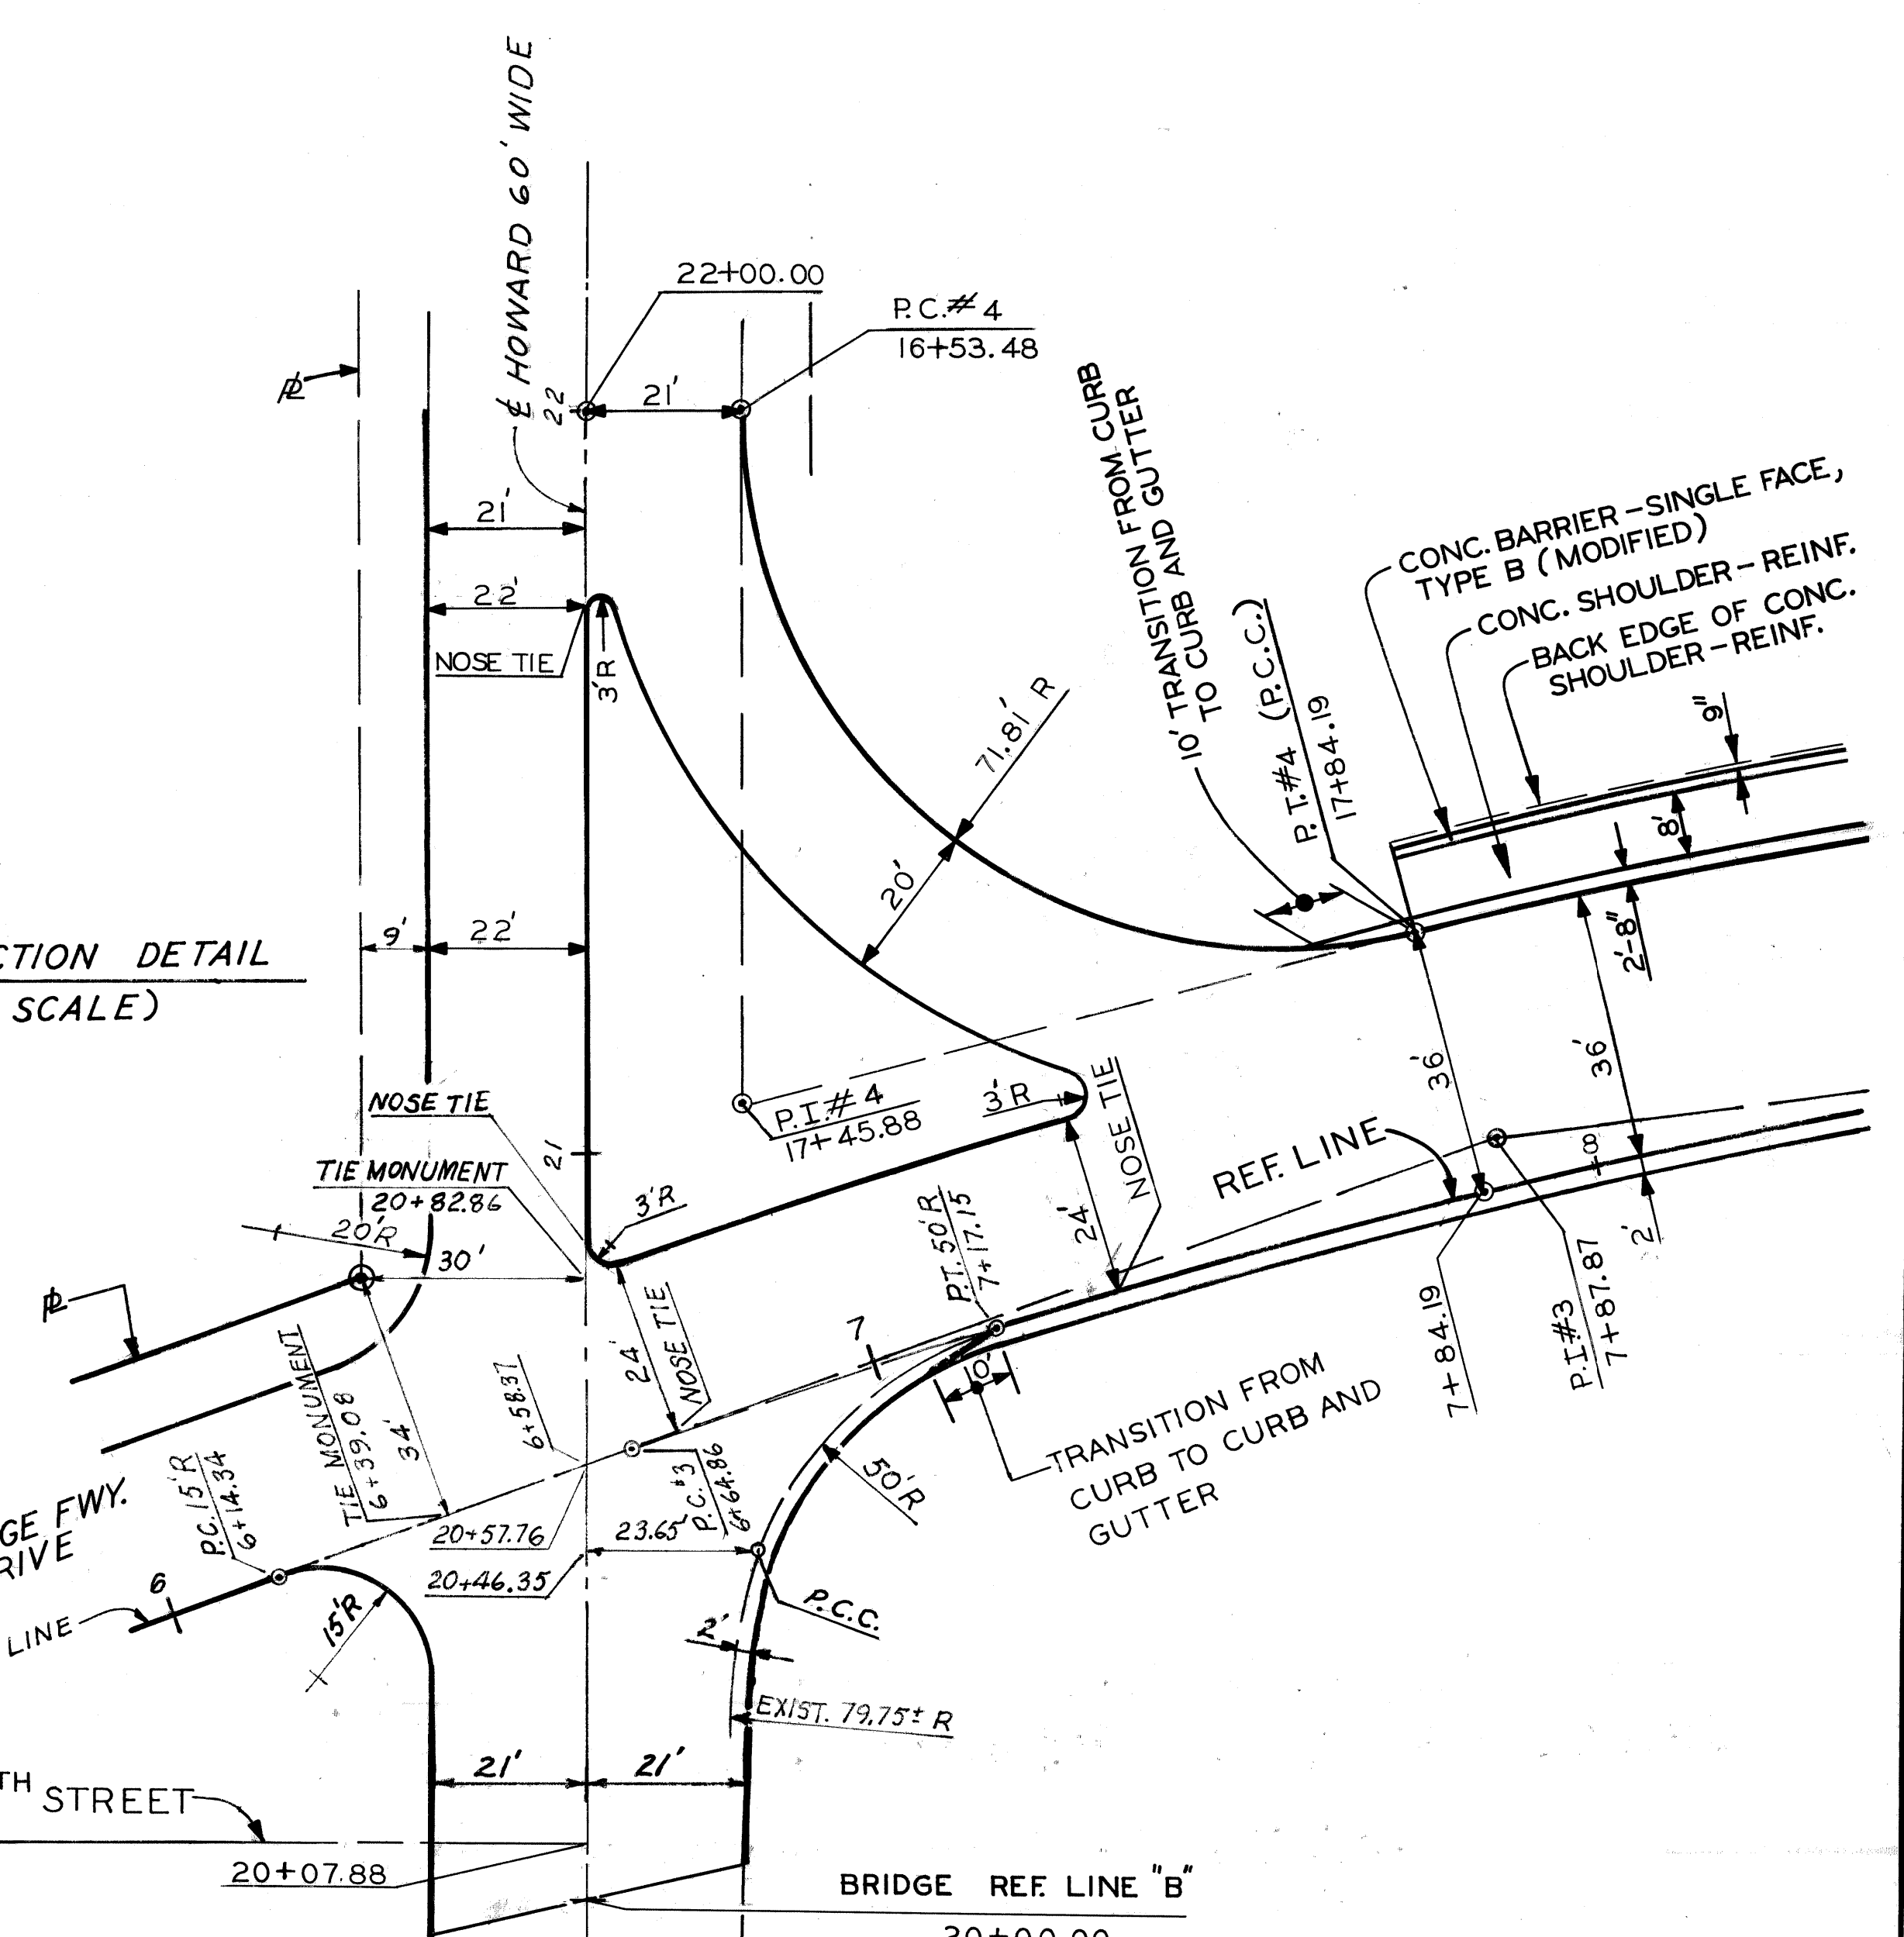 ℄ HOWARD 60' WIDE
22+00.00
P.C.#4
16+53.48
22
21'
℄
21'
22'
NOSE TIE
3'R
71.81' R
20'
10' TRANSITION FROM CURB
TO CURB AND GUTTER
P.T.#4 (P.C.C.)
17+84.19
CONC. BARRIER-SINGLE FACE,
TYPE B (MODIFIED)
CONC. SHOULDER-REINF.
BACK EDGE OF CONC.
SHOULDER-REINF.
9"
8'
2'-8"
36'
36'
CTION DETAIL
SCALE)
9'
22'
NOSE TIE
21
TIE MONUMENT
20+82.86
20'R
30'
3'R
P.I.#4
17+45.88
3'R
NOSE TIE
24'
REF. LINE
8
2'
P.T. 50'R
7+17.15
7+84.19
P.I.#3
7+87.87
24'
NOSE TIE
7
10'
TRANSITION FROM
CURB TO CURB AND
GUTTER
TIE MONUMENT
6+39.08
34'
6+58.37
P.C.#3
6+64.86
P.C. 15'R
6+14.34
GE FWY.
RIVE
6
LINE
15'R
20+57.76
23.65'
20+46.35
50'R
P.C.C.
2'
EXIST. 79.75± R
21'
21'
TH STREET
20+07.88
BRIDGE REF. LINE "B"